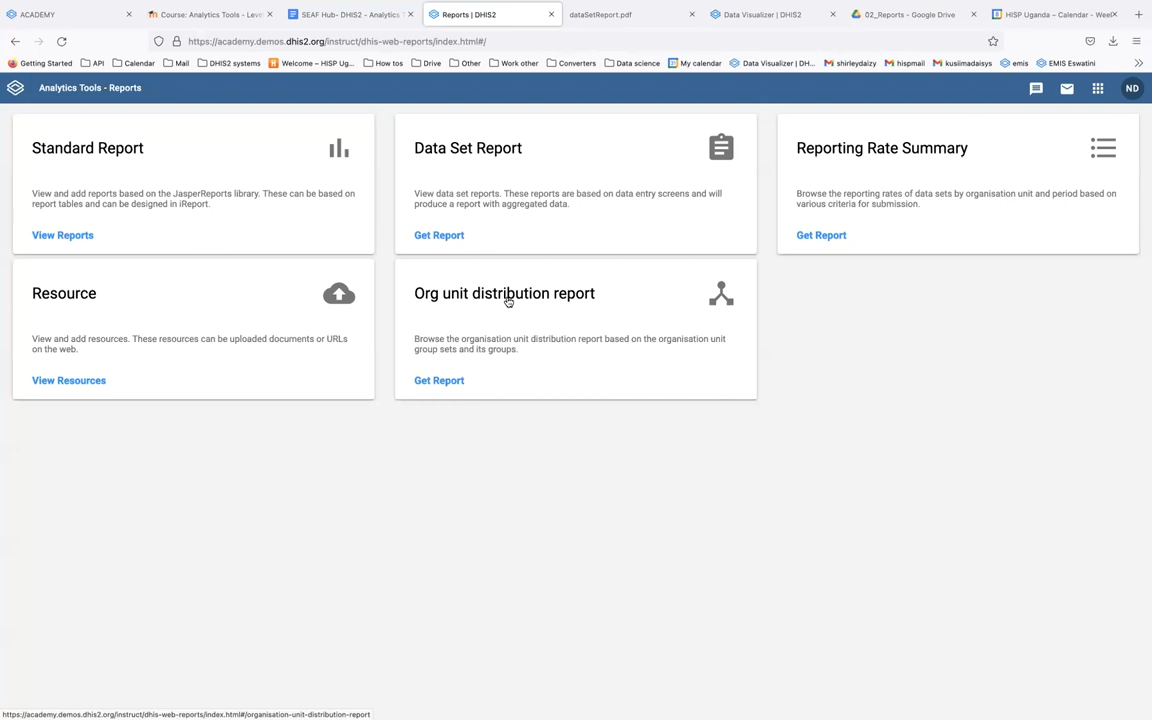 ACADEMY
Course: Analytics Tools - Leve
SEAF Hub- DHIS2 - Analytics T
Reports | DHIS2
dataSetReport.pdf
Data Visualizer | DHIS2
02_Reports - Google Drive
HISP Uganda – Calendar - Week
https://academy.demos.dhis2.org/instruct/dhis-web-reports/index.html#/
Getting Started
API
Calendar
Mail
DHIS2 systems
Welcome – HISP Ug...
How tos
Drive
Other
Work other
Converters
Data science
My calendar
Data Visualizer | DH...
shirleydaizy
hispmail
kusiimadaisys
emis
EMIS Eswatini
Analytics Tools - Reports
ND
Standard Report
View and add reports based on the JasperReports library. These can be based on
report tables and can be designed in iReport.
View Reports
Data Set Report
View data set reports. These reports are based on data entry screens and will
produce a report with aggregated data.
Get Report
Reporting Rate Summary
Browse the reporting rates of data sets by organisation unit and period based on
various criteria for submission.
Get Report
Resource
View and add resources. These resources can be uploaded documents or URLs
on the web.
View Resources
Org unit distribution report
Browse the organisation unit distribution report based on the organisation unit
group sets and its groups.
Get Report
https://academy.demos.dhis2.org/instruct/dhis-web-reports/index.html#/organisation-unit-distribution-report